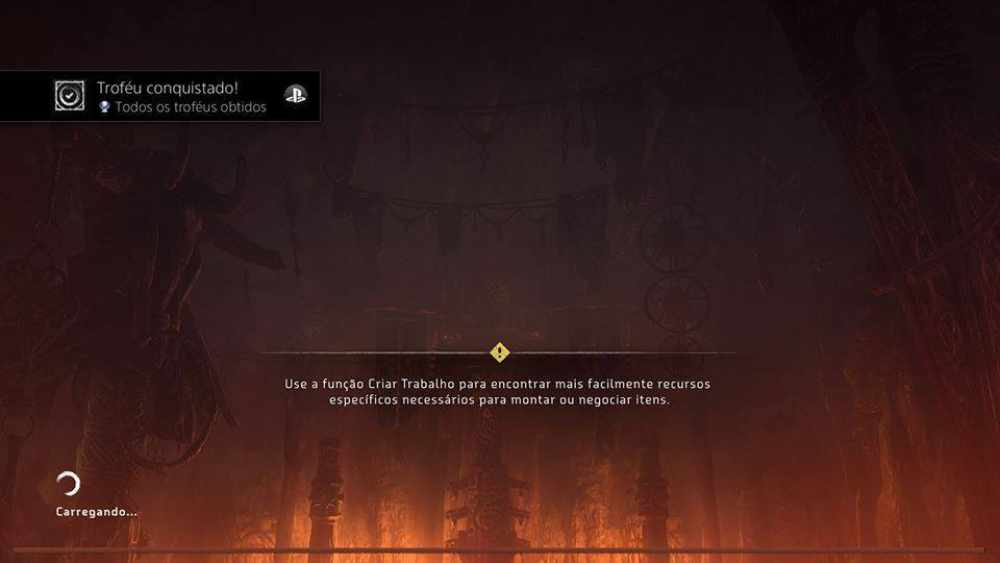 Troféu conquistado!
Todos os troféus obtidos
Use a função Criar Trabalho para encontrar mais facilmente recursos
específicos necessários para montar ou negociar itens.
Carregando...